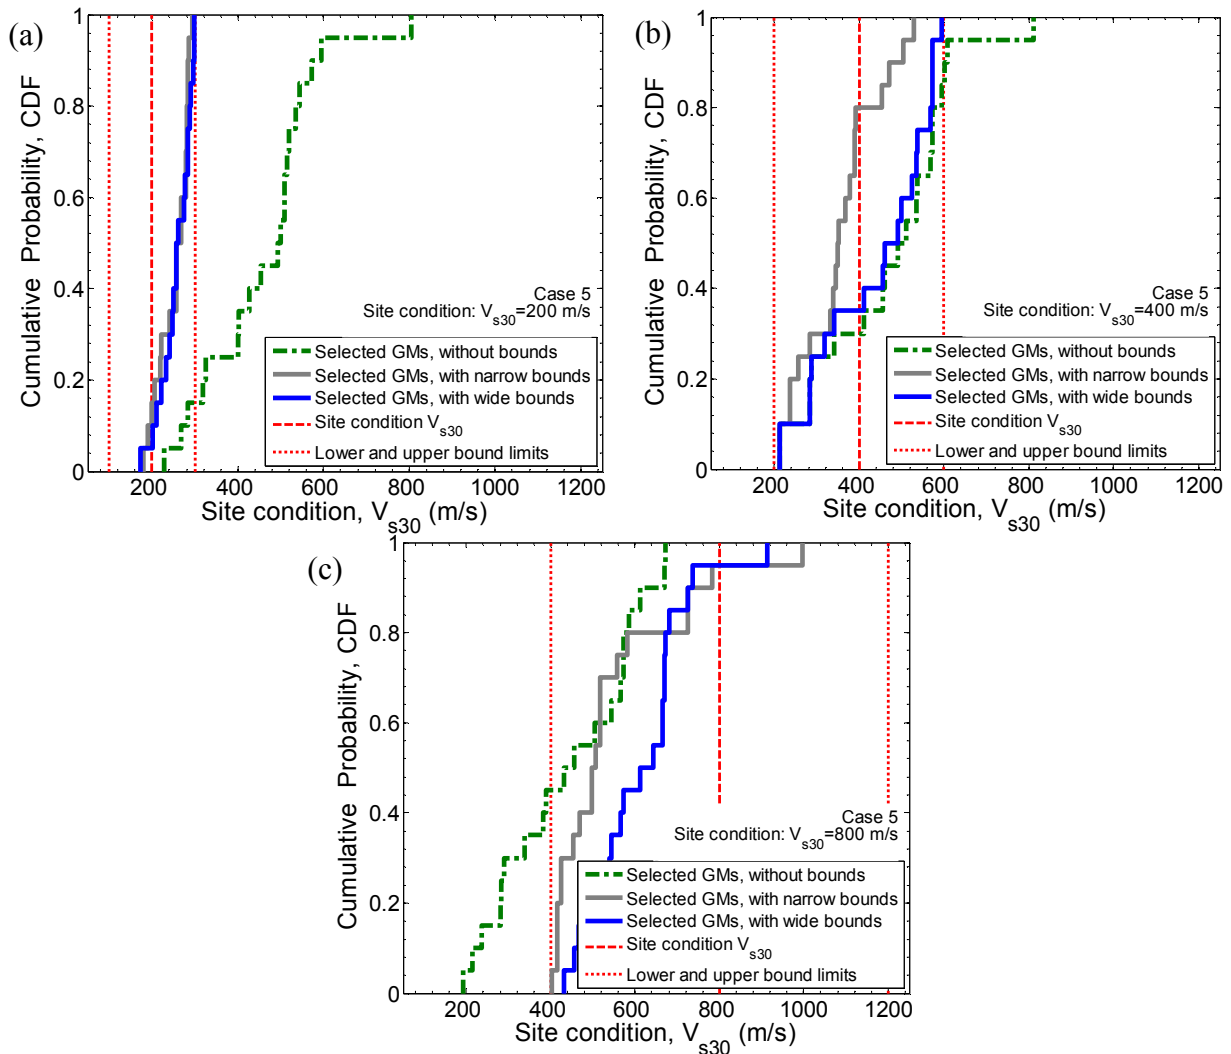 (a)
Cumulative Probability, CDF
1
0.8
0.6
0.4
0.2
0
200 400 600 800 1000 1200
Site condition, Vs30 (m/s)
Case 5
Site condition: Vs30=200 m/s
Selected GMs, without bounds
Selected GMs, with narrow bounds
Selected GMs, with wide bounds
Site condition Vs30
Lower and upper bound limits
(b)
Cumulative Probability, CDF
1
0.8
0.6
0.4
0.2
0
200 400 600 800 1000 1200
Site condition, Vs30 (m/s)
Case 5
Site condition: Vs30=400 m/s
Selected GMs, without bounds
Selected GMs, with narrow bounds
Selected GMs, with wide bounds
Site condition Vs30
Lower and upper bound limits
(c)
Cumulative Probability, CDF
1
0.8
0.6
0.4
0.2
0
200 400 600 800 1000 1200
Site condition, Vs30 (m/s)
Case 5
Site condition: Vs30=800 m/s
Selected GMs, without bounds
Selected GMs, with narrow bounds
Selected GMs, with wide bounds
Site condition Vs30
Lower and upper bound limits